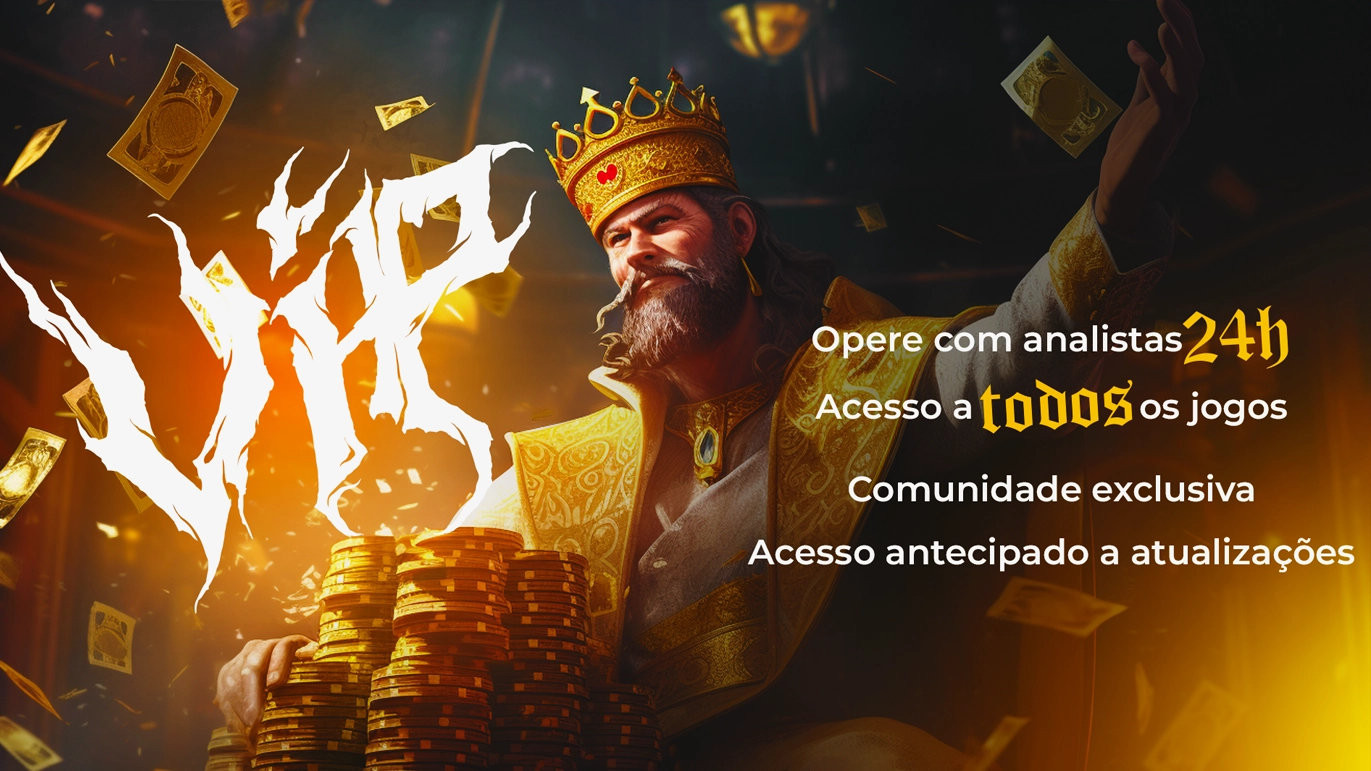 VIP
Opere com analistas 24h
Acesso a todos os jogos
Comunidade exclusiva
Acesso antecipado a atualizações